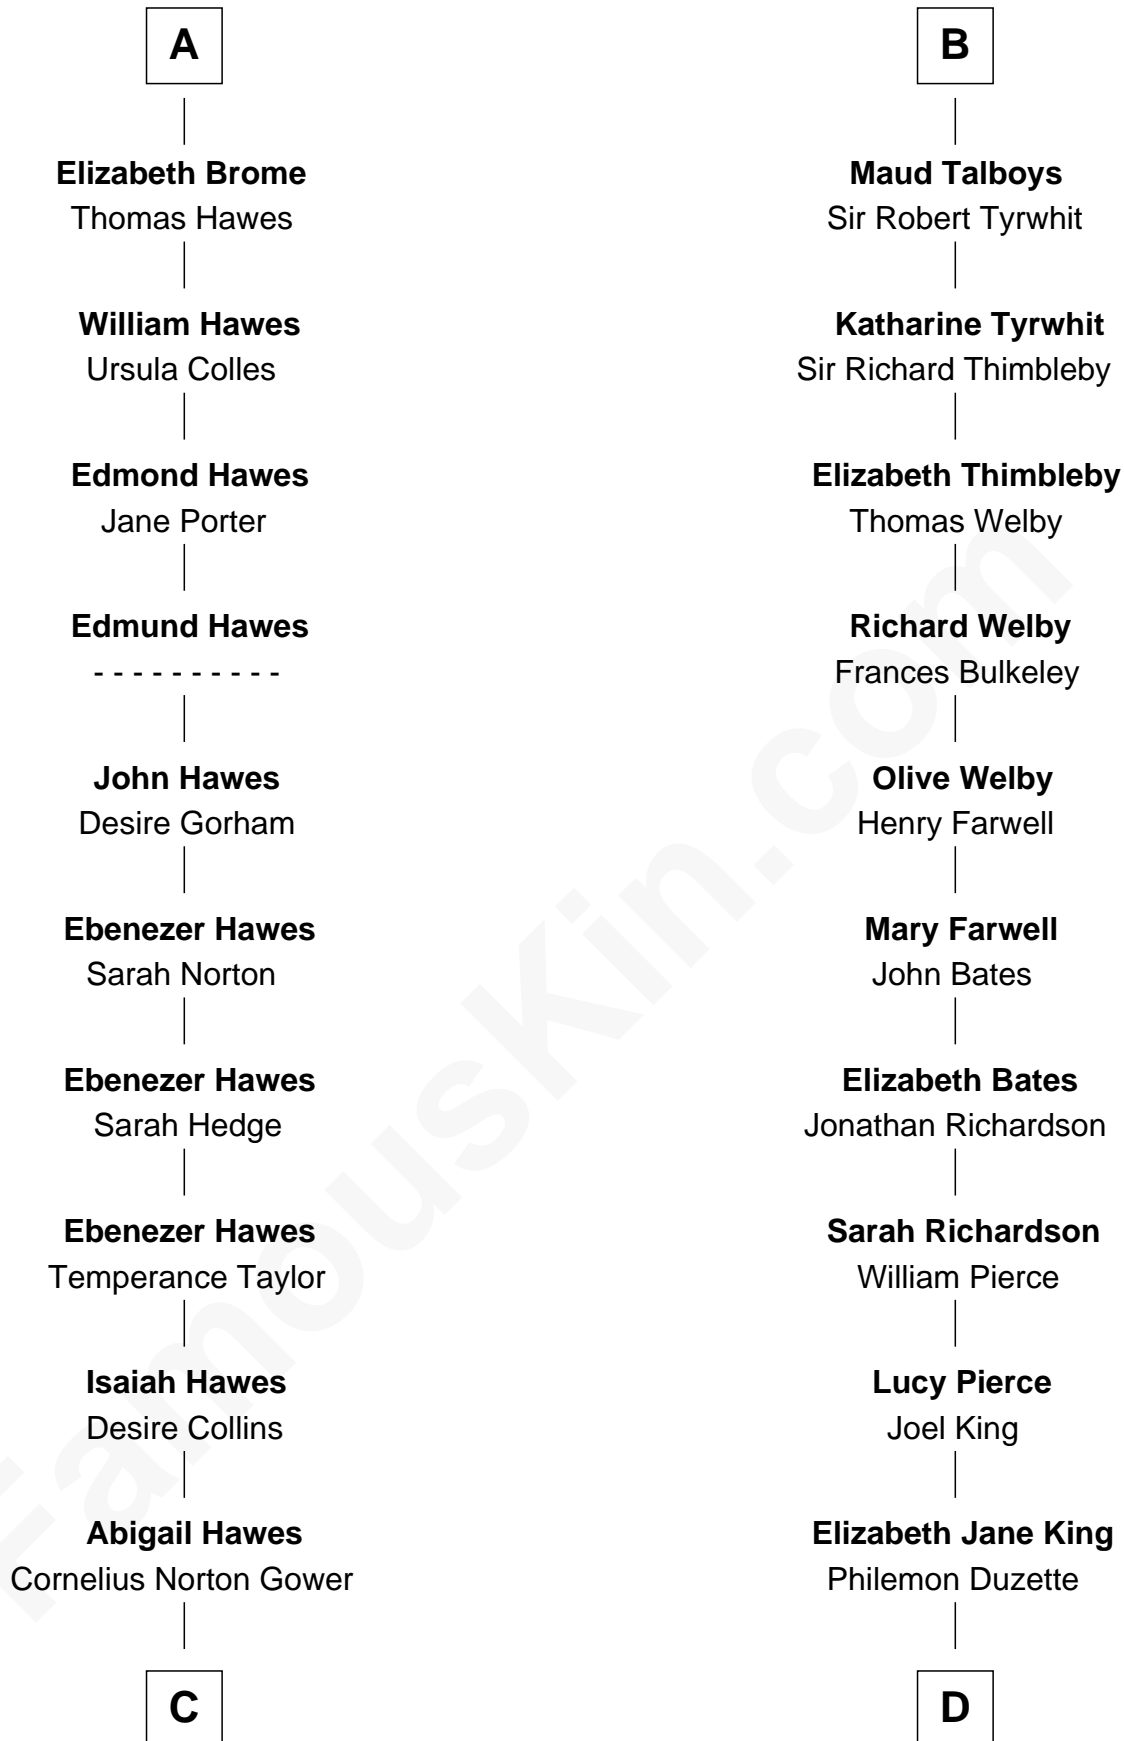 A
Elizabeth Brome
Thomas Hawes
William Hawes
Ursula Colles
Edmond Hawes
Jane Porter
Edmund Hawes
- - - - - - - - - -
John Hawes
Desire Gorham
Ebenezer Hawes
Sarah Norton
Ebenezer Hawes
Sarah Hedge
Ebenezer Hawes
Temperance Taylor
Isaiah Hawes
Desire Collins
Abigail Hawes
Cornelius Norton Gower
C
B
Maud Talboys
Sir Robert Tyrwhit
Katharine Tyrwhit
Sir Richard Thimbleby
Elizabeth Thimbleby
Thomas Welby
Richard Welby
Frances Bulkeley
Olive Welby
Henry Farwell
Mary Farwell
John Bates
Elizabeth Bates
Jonathan Richardson
Sarah Richardson
William Pierce
Lucy Pierce
Joel King
Elizabeth Jane King
Philemon Duzette
D
FamousKin.com